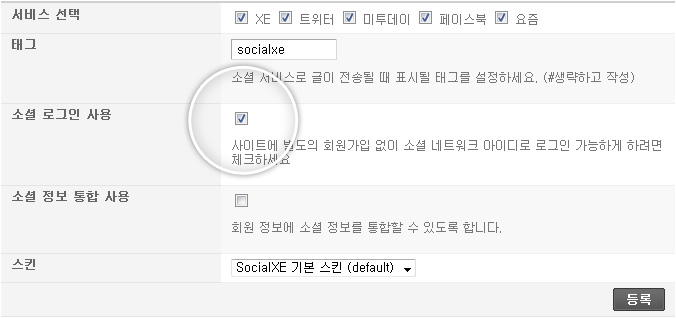 서비스 선택 XE 트위터 미투데이 페이스북 요즘
태그 socialxe
소셜 서비스로 글이 전송될 때 표시될 태그를 설정하세요. (#생략하고 작성)
소셜 로그인 사용
사이트에 별도의 회원가입 없이 소셜 네트워크 아이디로 로그인 가능하게 하려면
체크하세요
소셜 정보 통합 사용
회원 정보에 소셜 정보를 통합할 수 있도록 합니다.
스킨 SocialXE 기본 스킨 (default)
등록